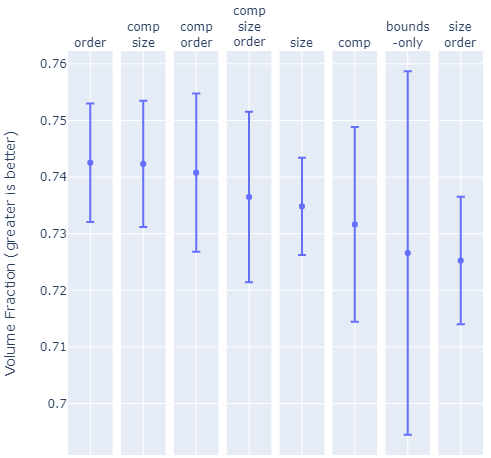 order
comp
size
comp
order
comp
size
order
size
comp
bounds
-only
size
order
Volume Fraction (greater is better)
0.76
0.75
0.74
0.73
0.72
0.71
0.7